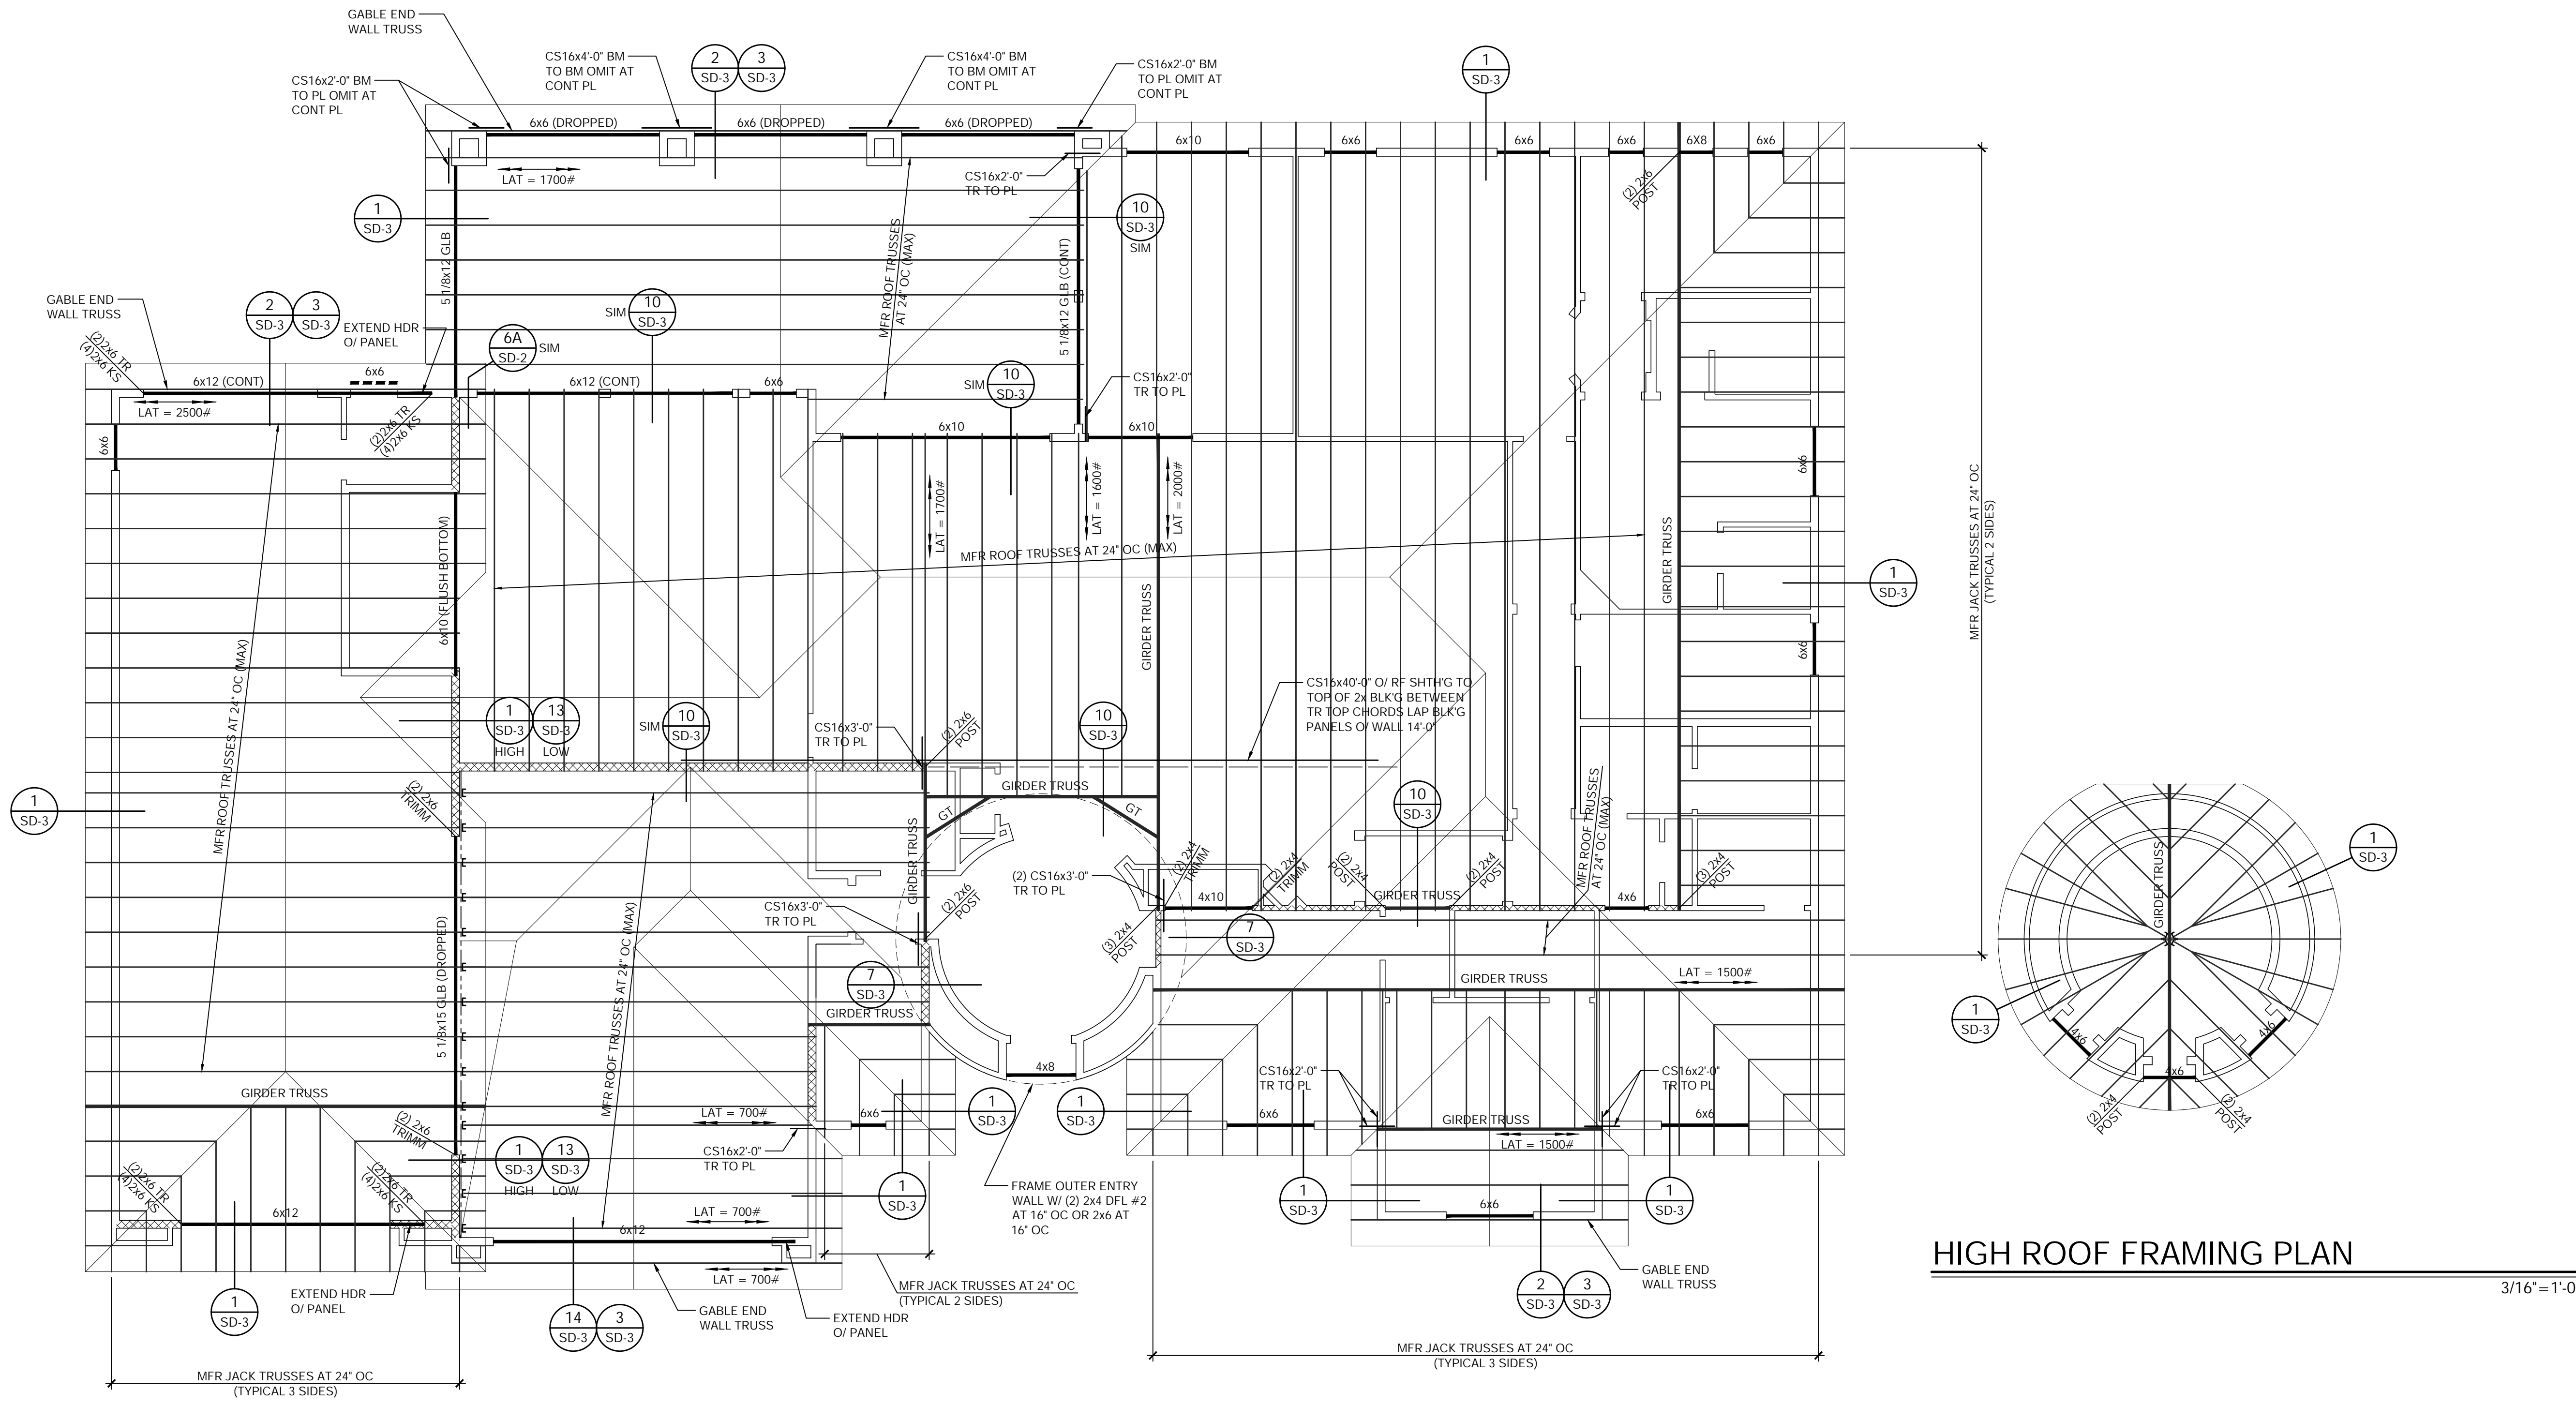 GABLE END
WALL TRUSS
CS16x2'-0" BM
TO PL OMIT AT
CONT PL
CS16x4'-0" BM
TO BM OMIT AT
CONT PL
2
SD-3
3
SD-3
CS16x4'-0" BM
TO BM OMIT AT
CONT PL
CS16x2'-0" BM
TO PL OMIT AT
CONT PL
1
SD-3
6x6 (DROPPED)
6x6 (DROPPED)
6x6 (DROPPED)
6x10
6x6
6x6
6x6
6X8
6x6
LAT = 1700#
CS16x2'-0"
TR TO PL
(2) 2x6
POST
1
SD-3
10
SD-3
SIM
5 1/8x12 GLB
MFR ROOF TRUSSES
AT 24" OC (MAX)
5 1/8x12 GLB (CONT)
GABLE END
WALL TRUSS
2
SD-3
3
SD-3
EXTEND HDR
O/ PANEL
SIM
10
SD-3
6A
SD-2
SIM
(2)2x6 TR
(4)2x6 KS
6x12 (CONT)
6x6
6x12 (CONT)
6x6
SIM
10
SD-3
CS16x2'-0"
TR TO PL
LAT = 2500#
(2)2x6 TR
(4)2x6 KS
6x6
6x10
6x10
6x6
LAT = 1700#
LAT = 1600#
LAT = 2000#
MFR JACK TRUSSES AT 24" OC
(TYPICAL 2 SIDES)
6x10 (FLUSH BOTTOM)
MFR ROOF TRUSSES AT 24" OC (MAX)
GIRDER TRUSS
GIRDER TRUSS
1
SD-3
6x6
MFR ROOF TRUSSES AT 24" OC (MAX)
CS16x40'-0" O/ RF SHTH'G TO
TOP OF 2x BLK'G BETWEEN
TR TOP CHORDS LAP BLK'G
PANELS O/ WALL 14'-0"
1
SD-3
HIGH
13
SD-3
LOW
SIM
10
SD-3
CS16x3'-0"
TR TO PL
(2) 2x6
POST
10
SD-3
1
SD-3
(2) 2x6
TRIMM
GIRDER TRUSS
GT
GT
10
SD-3
MFR ROOF TRUSSES
AT 24" OC (MAX)
GIRDER TRUSS
(2) CS16x3'-0"
TR TO PL
(2) 2x4
TRIMM
(2) 2x4
TRIMM
(2) 2x4
POST
GIRDER TRUSS
(2) 2x4
POST
(3) 2x4
POST
4x10
4x6
CS16x3'-0"
TR TO PL
(2) 2x6
POST
(3) 2x4
POST
7
SD-3
5 1/8x15 GLB (DROPPED)
MFR ROOF TRUSSES AT 24" OC (MAX)
7
SD-3
GIRDER TRUSS
GIRDER TRUSS
LAT = 1500#
GIRDER TRUSS
1
SD-3
1
SD-3
4x6
4x6
4x6
(2) 2x4
POST
(2) 2x4
POST
GIRDER TRUSS
4x8
CS16x2'-0"
TR TO PL
CS16x2'-0"
TR TO PL
LAT = 700#
6x6
1
SD-3
1
SD-3
6x6
GIRDER TRUSS
6x6
(2) 2x6
TRIMM
CS16x2'-0"
TR TO PL
LAT = 1500#
1
SD-3
HIGH
13
SD-3
LOW
(2)2x6 TR
(4)2x6 KS
(2)2x6 TR
(4)2x6 KS
1
SD-3
FRAME OUTER ENTRY
WALL W/ (2) 2x4 DFL #2
AT 16" OC OR 2x6 AT
16" OC
1
SD-3
6x6
1
SD-3
6x12
LAT = 700#
6x12
LAT = 700#
EXTEND HDR
O/ PANEL
1
SD-3
MFR JACK TRUSSES AT 24" OC
(TYPICAL 2 SIDES)
GABLE END
WALL TRUSS
EXTEND HDR
O/ PANEL
14
SD-3
3
SD-3
2
SD-3
3
SD-3
GABLE END
WALL TRUSS
MFR JACK TRUSSES AT 24" OC
(TYPICAL 3 SIDES)
MFR JACK TRUSSES AT 24" OC
(TYPICAL 3 SIDES)
HIGH ROOF FRAMING PLAN
3/16"=1'-0